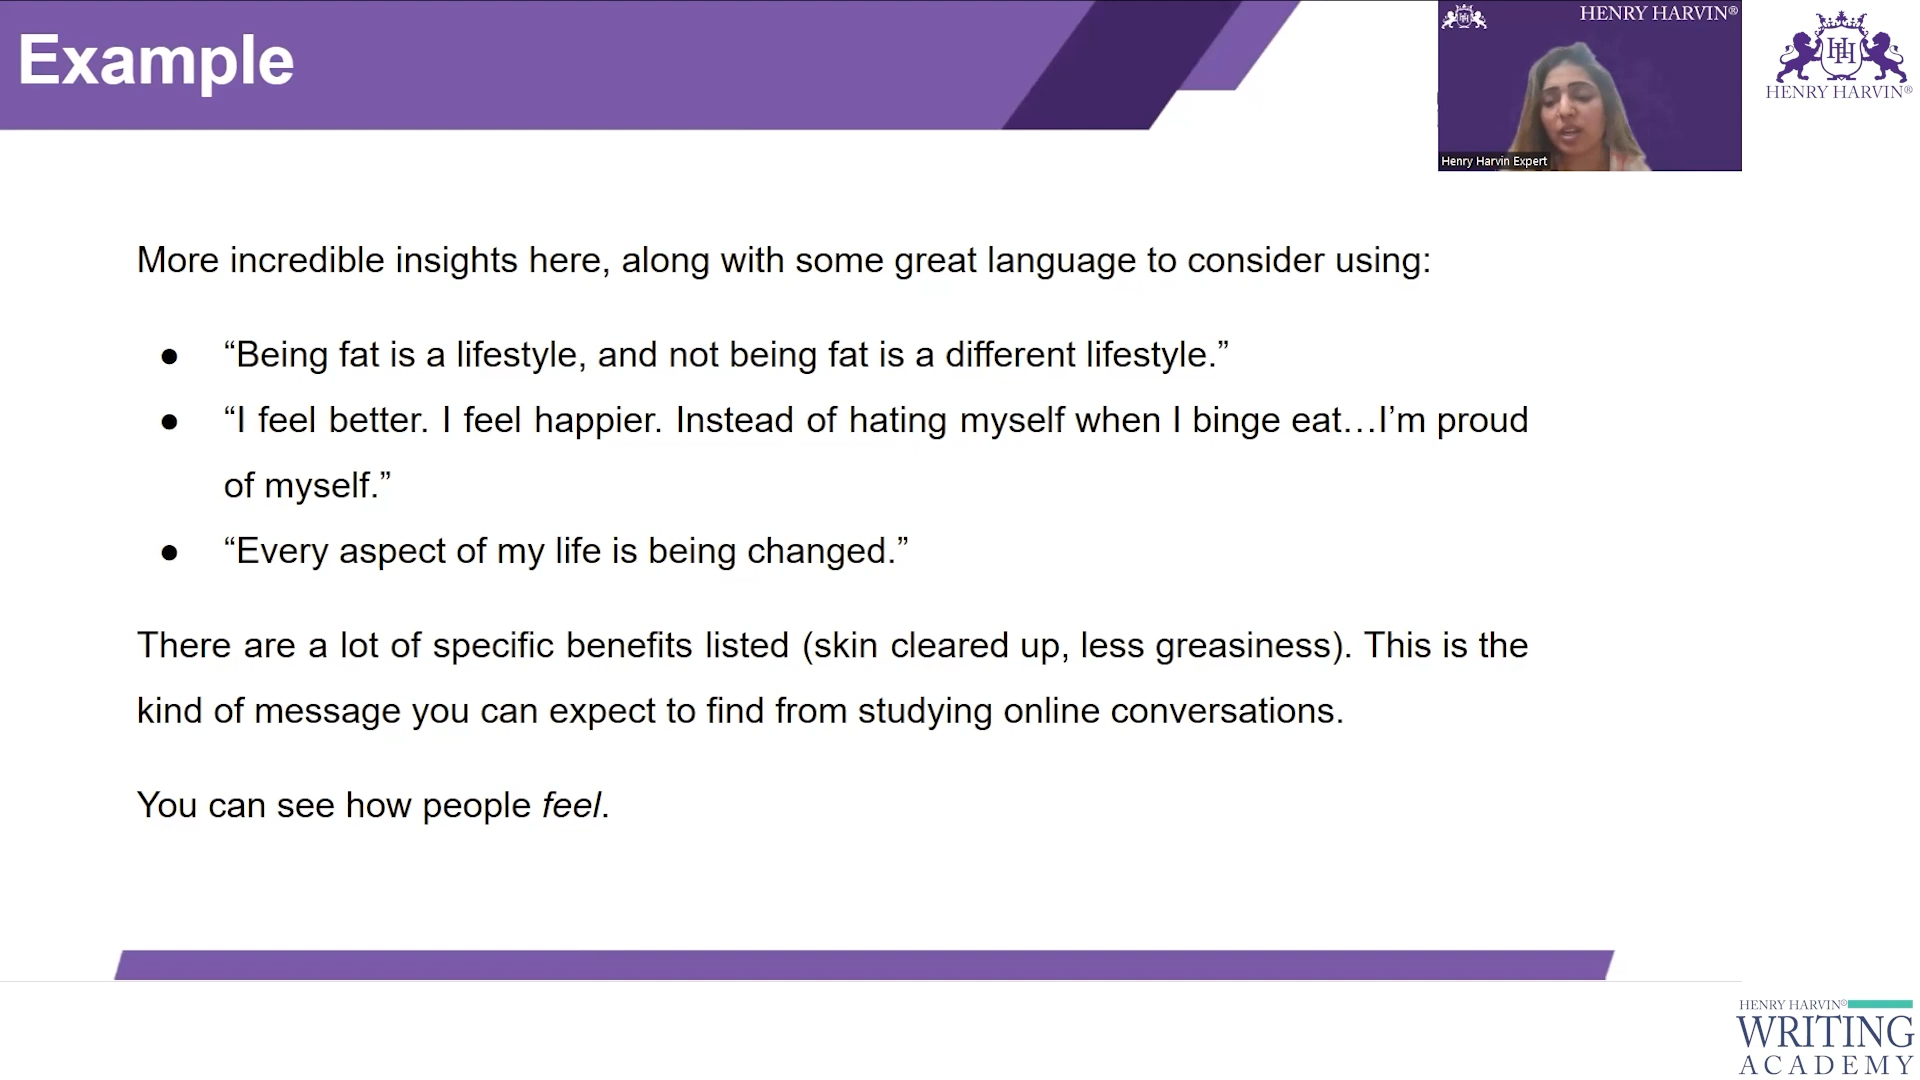 Example
HENRY HARVIN®
Henry Harvin Expert
HENRY HARVIN®
More incredible insights here, along with some great language to consider using:
● “Being fat is a lifestyle, and not being fat is a different lifestyle.”
● “I feel better. I feel happier. Instead of hating myself when I binge eat…I’m proud
of myself.”
● “Every aspect of my life is being changed.”
There are a lot of specific benefits listed (skin cleared up, less greasiness). This is the
kind of message you can expect to find from studying online conversations.
You can see how people feel.
HENRY HARVIN®
WRITING
ACADEMY